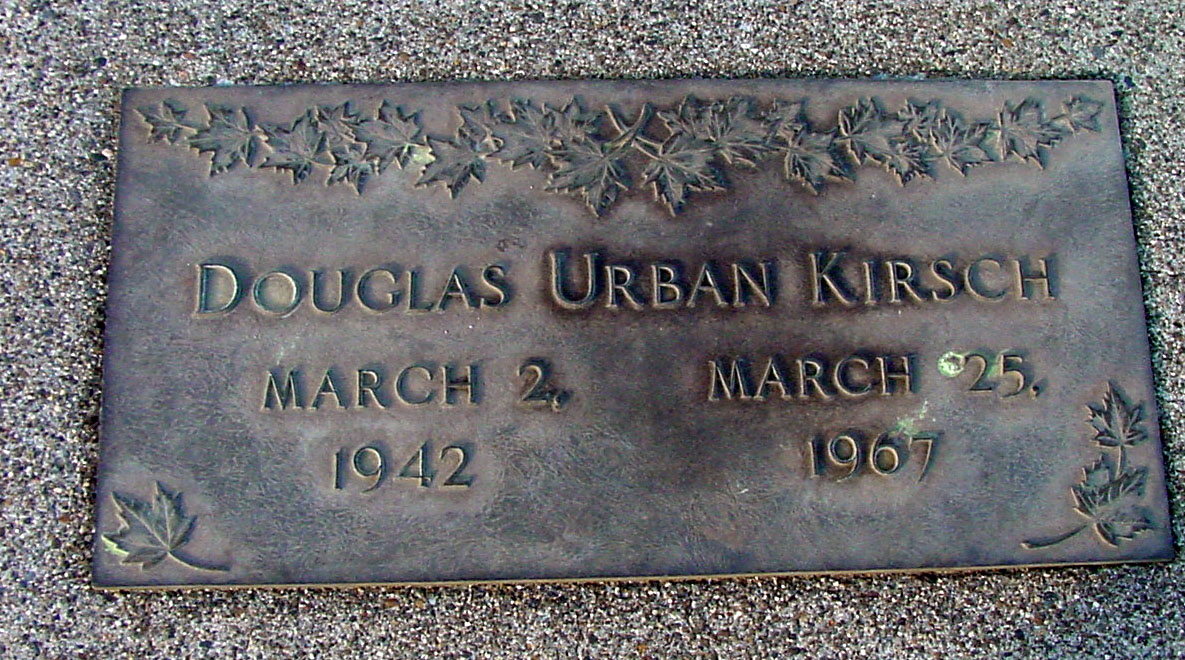 DOUGLAS URBAN KIRSCH
MARCH 2, MARCH 25,
1942 1967